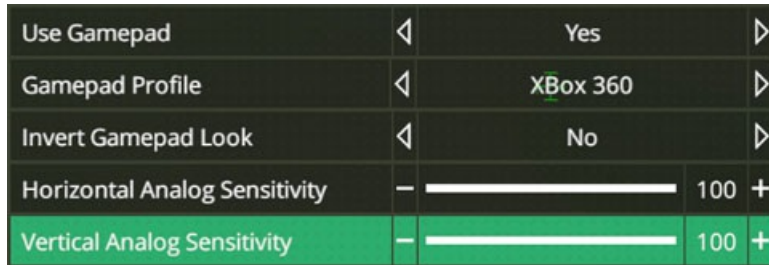 Use Gamepad Yes
Gamepad Profile XBox 360
Invert Gamepad Look No
Horizontal Analog Sensitivity 100
Vertical Analog Sensitivity 100